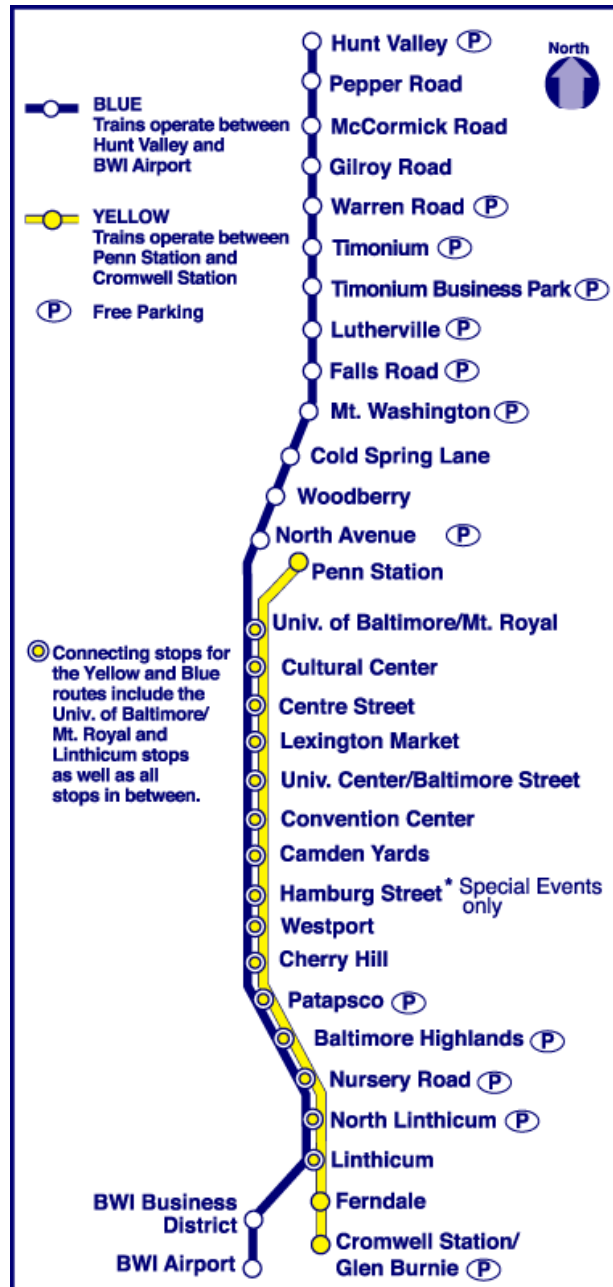 Hunt Valley P
North
Pepper Road
BLUE
Trains operate between
Hunt Valley and
BWI Airport
McCormick Road
Gilroy Road
Warren Road P
YELLOW
Trains operate between
Penn Station and
Cromwell Station
Timonium P
Timonium Business Park P
P Free Parking
Lutherville P
Falls Road P
Mt. Washington P
Cold Spring Lane
Woodberry
North Avenue P
Penn Station
Univ. of Baltimore/Mt. Royal
Connecting stops for
the Yellow and Blue
routes include the
Univ. of Baltimore/
Mt. Royal and
Linthicum stops
as well as all
stops in between.
Cultural Center
Centre Street
Lexington Market
Univ. Center/Baltimore Street
Convention Center
Camden Yards
Hamburg Street* Special Events
only
Westport
Cherry Hill
Patapsco P
Baltimore Highlands P
Nursery Road P
North Linthicum P
Linthicum
BWI Business
District
Ferndale
BWI Airport
Cromwell Station/
Glen Burnie P